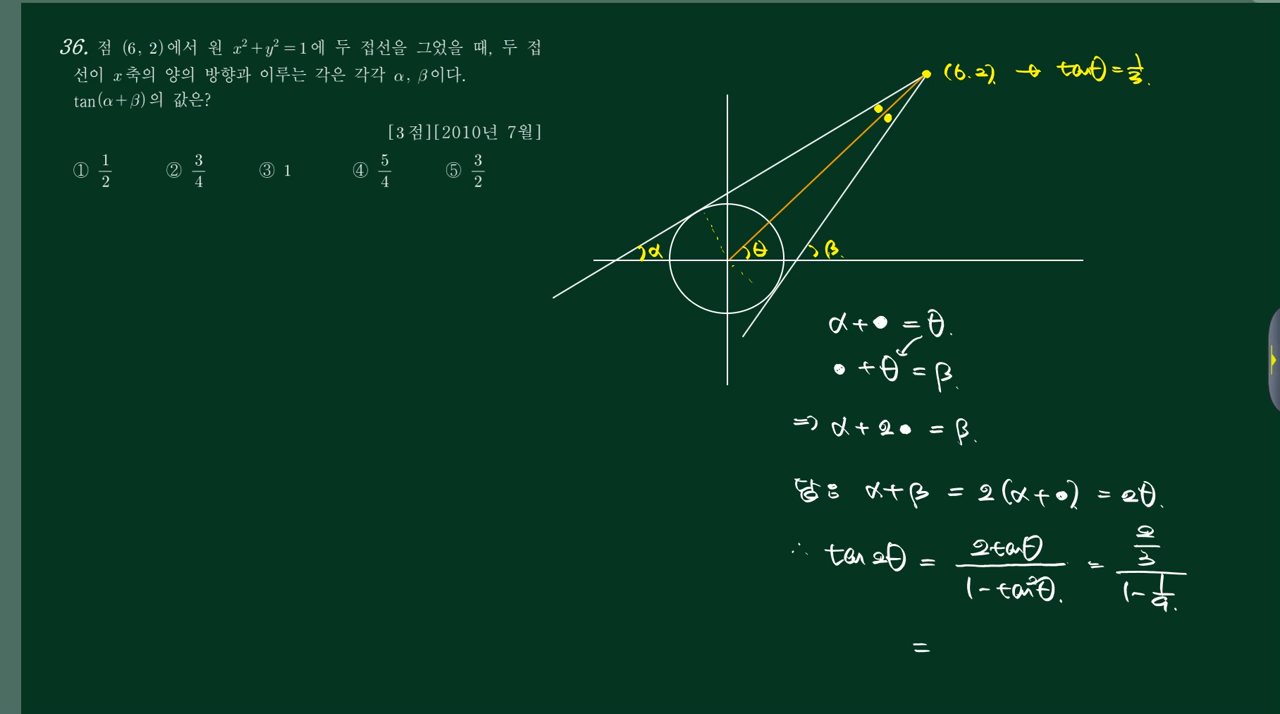 36. 점 (6, 2)에서 원 x²+y²=1에 두 접선을 그었을 때, 두 접
선이 x축의 양의 방향과 이루는 각은 각각 α, β이다.
tan(α+β)의 값은?
[3점][2010년 7월]
① 1/2 ② 3/4 ③ 1 ④ 5/4 ⑤ 3/2
(6.2) → tanθ=1/3.
α θ β.
α+• =θ.
• +θ = β.
⇒ α+2• = β.
답은 α+β = 2(α+•) = 2θ.
∴ tan2θ = 2tanθ/1-tan²θ. = 2/3/1-1/9.
=